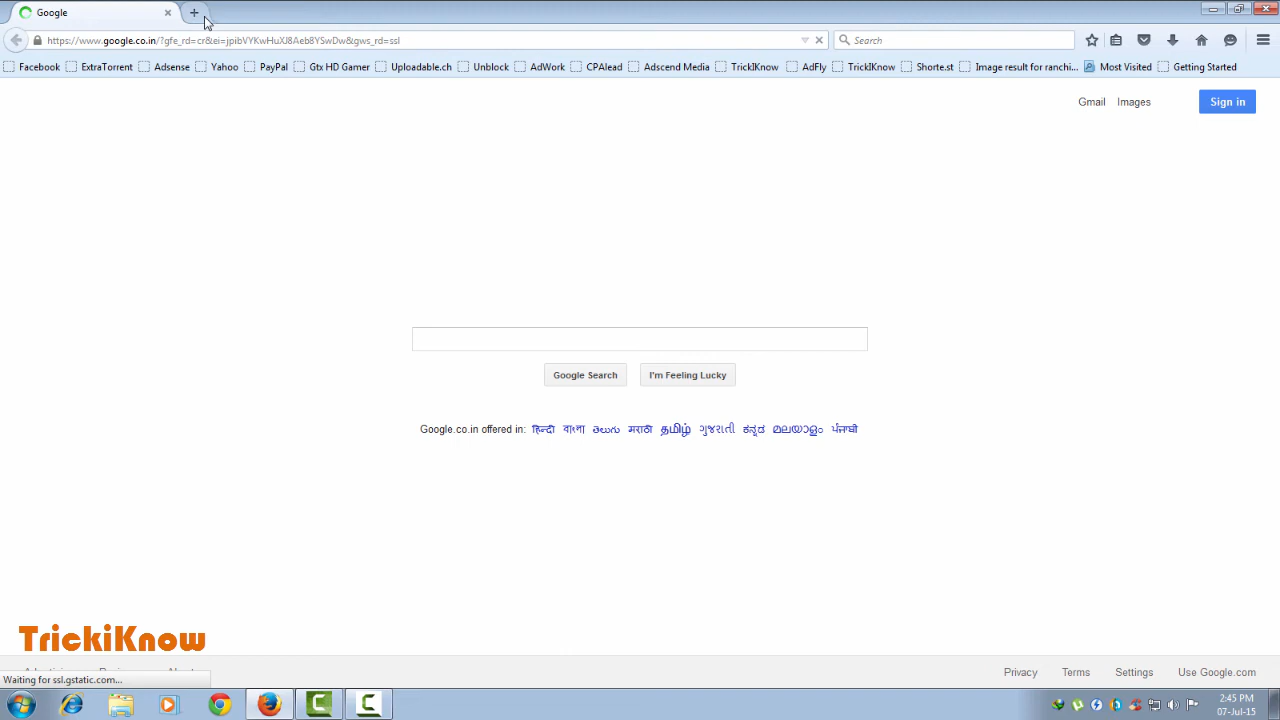 Google
https://www.google.co.in/?gfe_rd=cr&ei=jpibVYKwHuXJ8Aeb8YSwDw&gws_rd=ssl
Search
Facebook ExtraTorrent Adsense Yahoo PayPal Gtx HD Gamer Uploadable.ch Unblock AdWork CPAlead Adscend Media TrickIKnow AdFly TrickIKnow Shorte.st Image result for ranchi... Most Visited Getting Started
Gmail Images Sign in
Google Search I'm Feeling Lucky
Google.co.in offered in: हिन्दी বাংলা తెలుగు मराठी தமிழ் ગુજરાતી ಕನ್ನಡ മലയാളം ਪੰਜਾਬੀ
TrickiKnow
Privacy Terms Settings Use Google.com
Waiting for ssl.gstatic.com...
2:45 PM
07-Jul-15